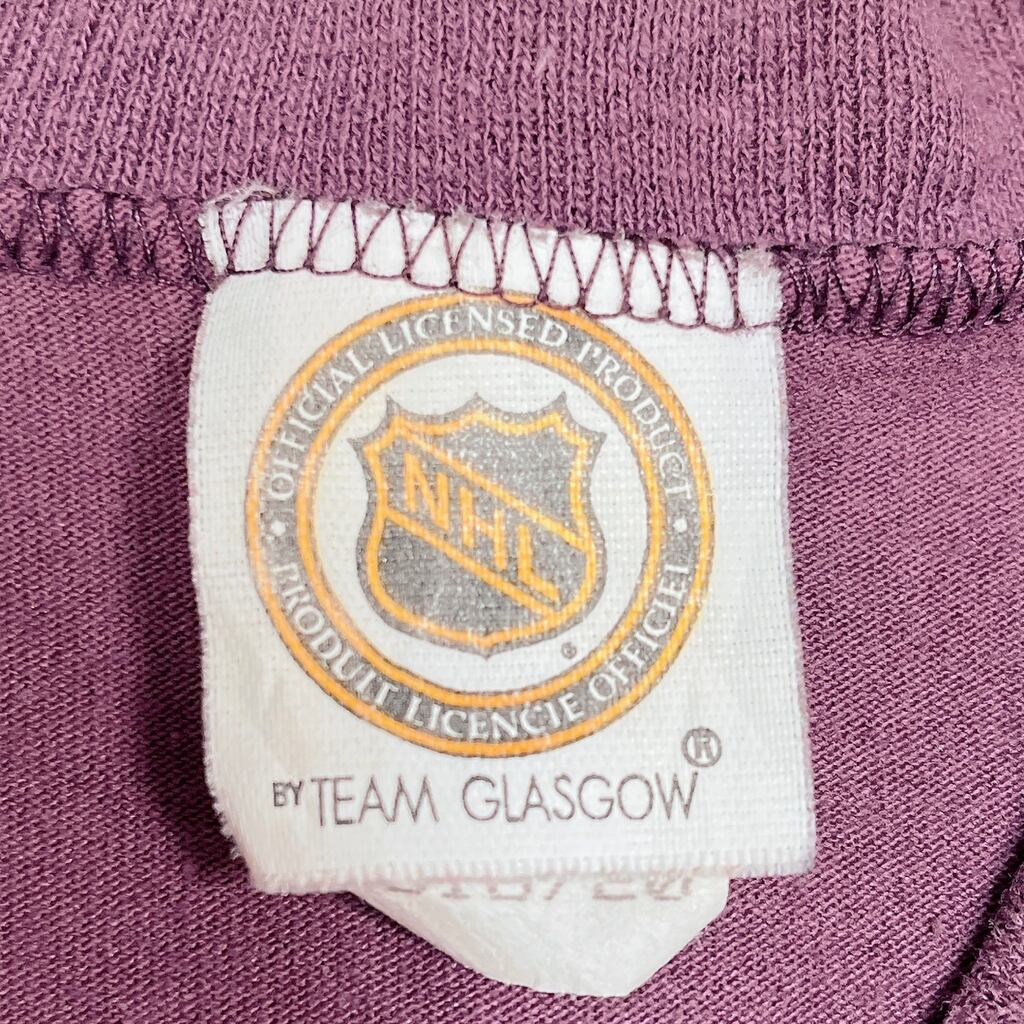 OFFICIAL LICENSED PRODUCT
NHL
PRODUIT LICENCIE OFFICIEL
BY TEAM GLASGOW®